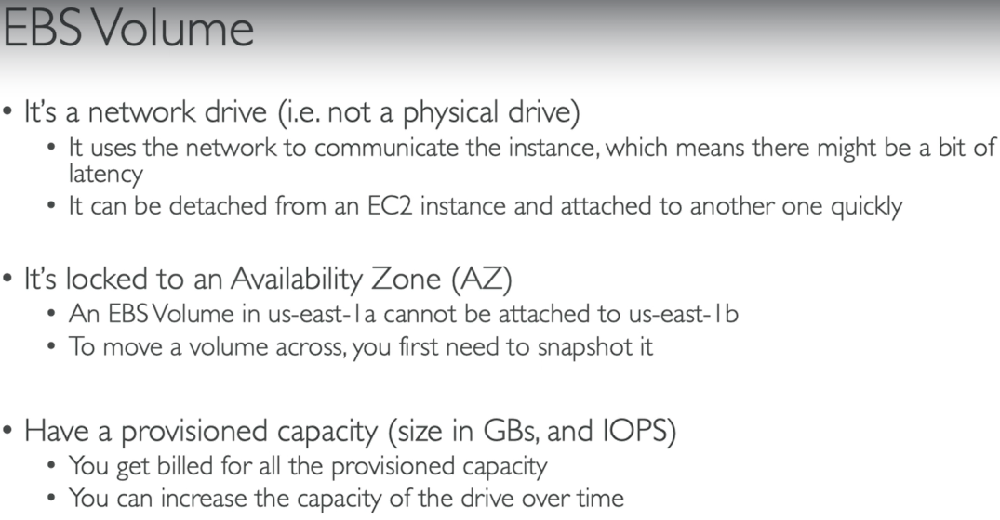 EBS Volume
• It's a network drive (i.e. not a physical drive)
• It uses the network to communicate the instance, which means there might be a bit of
latency
• It can be detached from an EC2 instance and attached to another one quickly
• It's locked to an Availability Zone (AZ)
• An EBS Volume in us-east-1a cannot be attached to us-east-1b
• To move a volume across, you first need to snapshot it
• Have a provisioned capacity (size in GBs, and IOPS)
• You get billed for all the provisioned capacity
• You can increase the capacity of the drive over time